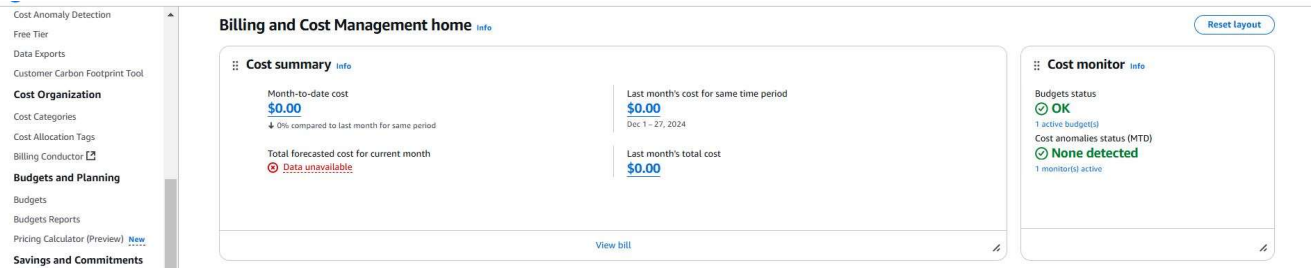 Cost Anomaly Detection
Free Tier
Data Exports
Customer Carbon Footprint Tool
Cost Organization
Cost Categories
Cost Allocation Tags
Billing Conductor
Budgets and Planning
Budgets
Budgets Reports
Pricing Calculator (Preview) New
Savings and Commitments
Billing and Cost Management home Info
Reset layout
Cost summary Info
Month-to-date cost
$0.00
0% compared to last month for same period
Last month's cost for same time period
$0.00
Dec 1 – 27, 2024
Total forecasted cost for current month
Data unavailable
Last month's total cost
$0.00
View bill
Cost monitor Info
Budgets status
OK
1 active budget(s)
Cost anomalies status (MTD)
None detected
1 monitor(s) active